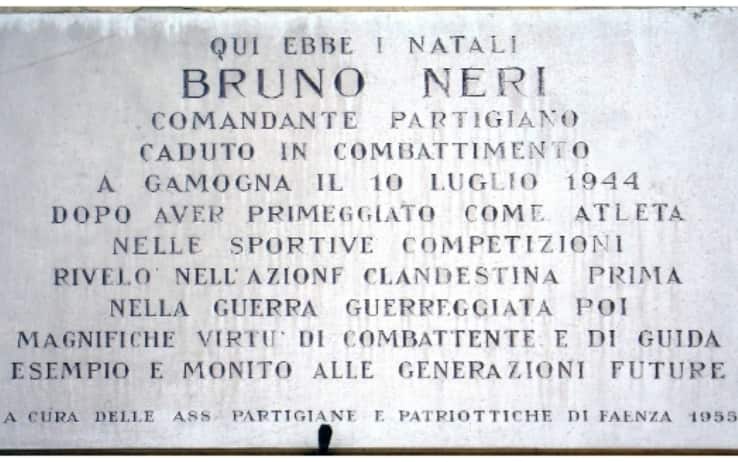 QUI EBBE I NATALI
BRUNO NERI
COMANDANTE PARTIGIANO
CADUTO IN COMBATTIMENTO
A GAMOGNA IL 10 LUGLIO 1944
DOPO AVER PRIMEGGIATO COME ATLETA
NELLE SPORTIVE COMPETIZIONI
RIVELO' NELL'AZIONE CLANDESTINA PRIMA
NELLA GUERRA GUERREGGIATA POI
MAGNIFICHE VIRTU' DI COMBATTENTE E DI GUIDA
ESEMPIO E MONITO ALLE GENERAZIONI FUTURE
A CURA DELLE ASS PARTIGIANE E PATRIOTTICHE DI FAENZA 1955